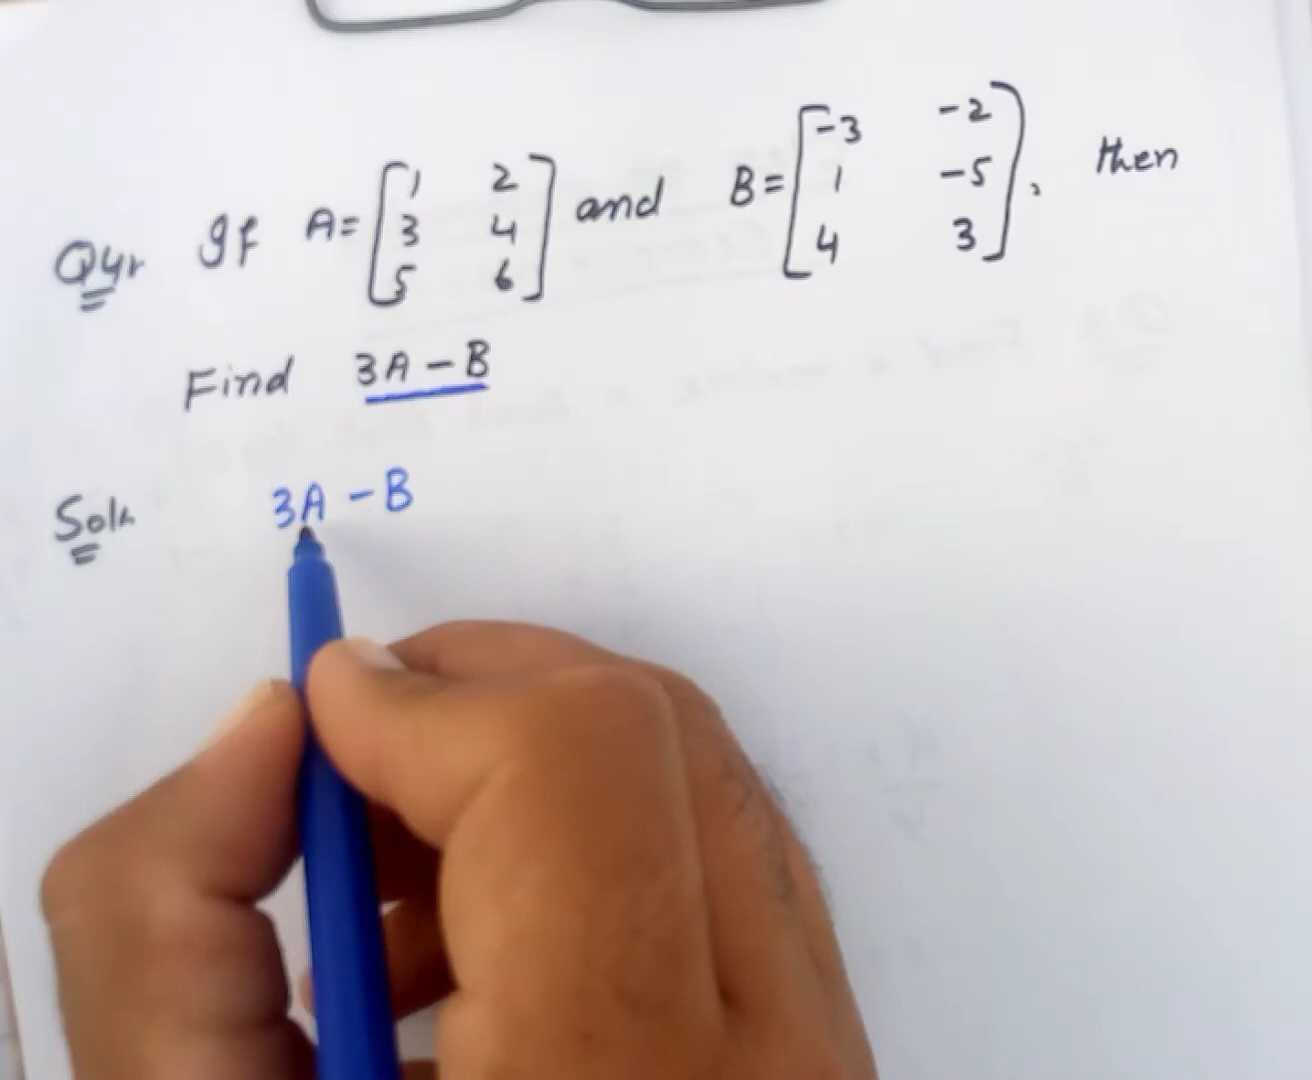 Qur If A = [1 2 3 4 5 6] and B = [-3 -2 1 -5 4 3], then
Find 3A - B
Soln 3A - B